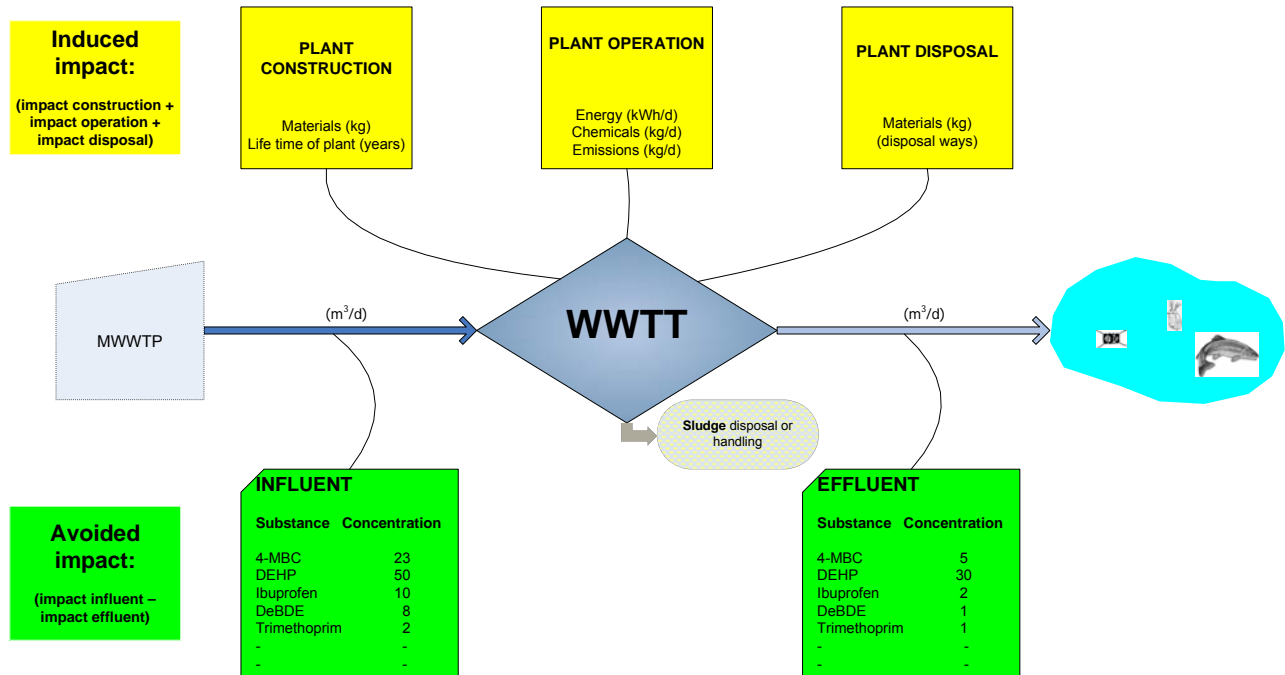 Induced
impact:
(impact construction +
impact operation +
impact disposal)
PLANT
CONSTRUCTION
Materials (kg)
Life time of plant (years)
PLANT OPERATION
Energy (kWh/d)
Chemicals (kg/d)
Emissions (kg/d)
PLANT DISPOSAL
Materials (kg)
(disposal ways)
MWWTP
(m³/d)
WWTT
(m³/d)
Sludge disposal or
handling
Avoided
impact:
(impact influent –
impact effluent)
INFLUENT
Substance Concentration
4-MBC 23
DEHP 50
Ibuprofen 10
DeBDE 8
Trimethoprim 2
- -
- -
EFFLUENT
Substance Concentration
4-MBC 5
DEHP 30
Ibuprofen 2
DeBDE 1
Trimethoprim 1
- -
- -